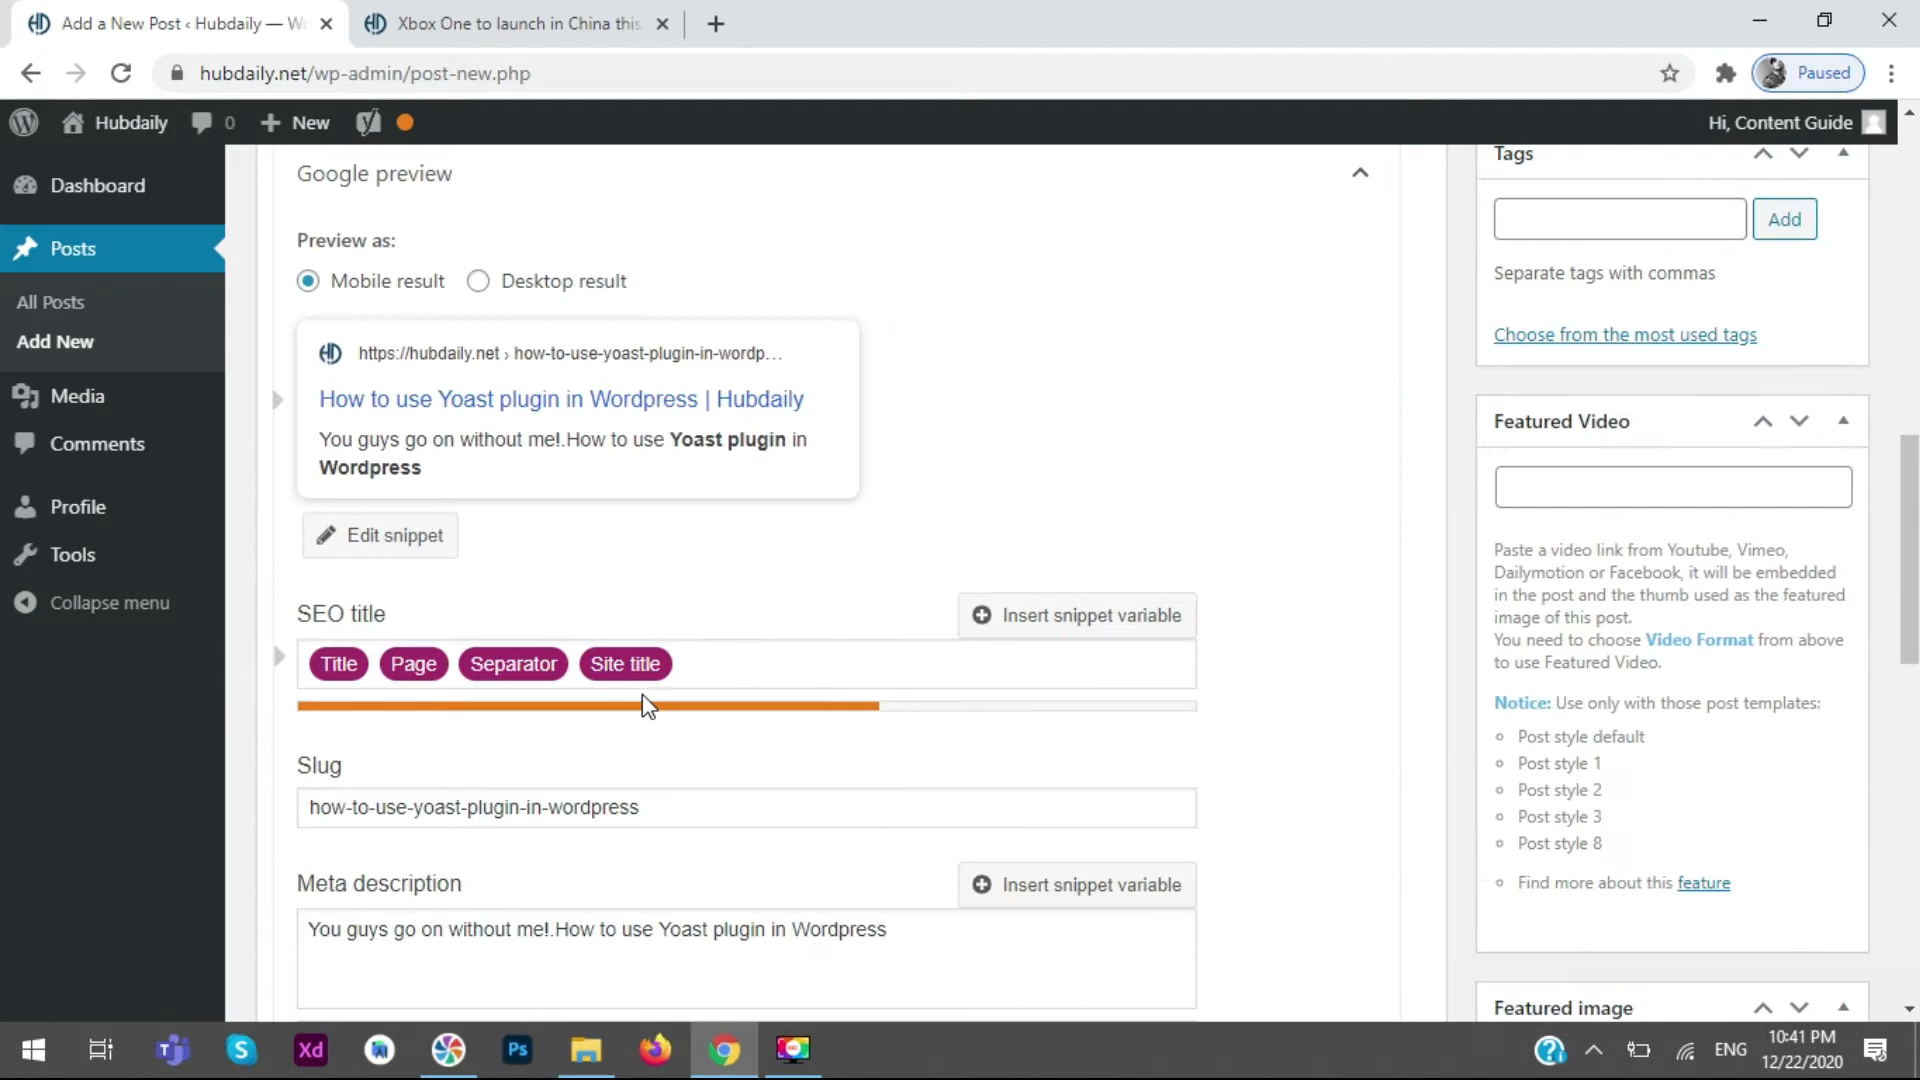 Add a New Post ‹ Hubdaily — Wo
Xbox One to launch in China this
hubdaily.net/wp-admin/post-new.php
Paused
Hubdaily
0
New
Hi, Content Guide
Dashboard
Posts
All Posts
Add New
Media
Comments
Profile
Tools
Collapse menu
Google preview
Preview as:
Mobile result
Desktop result
https://hubdaily.net › how-to-use-yoast-plugin-in-wordp…
How to use Yoast plugin in Wordpress | Hubdaily
You guys go on without me!.How to use Yoast plugin in
Wordpress
Edit snippet
SEO title
Insert snippet variable
Title Page Separator Site title
Slug
how-to-use-yoast-plugin-in-wordpress
Meta description
Insert snippet variable
You guys go on without me!.How to use Yoast plugin in Wordpress
Tags
Add
Separate tags with commas
Choose from the most used tags
Featured Video
Paste a video link from Youtube, Vimeo,
Dailymotion or Facebook, it will be embedded
in the post and the thumb used as the featured
image of this post.
You need to choose Video Format from above
to use Featured Video.
Notice: Use only with those post templates:
Post style default
Post style 1
Post style 2
Post style 3
Post style 8
Find more about this feature
Featured image
Xd
Ps
ENG
10:41 PM
12/22/2020